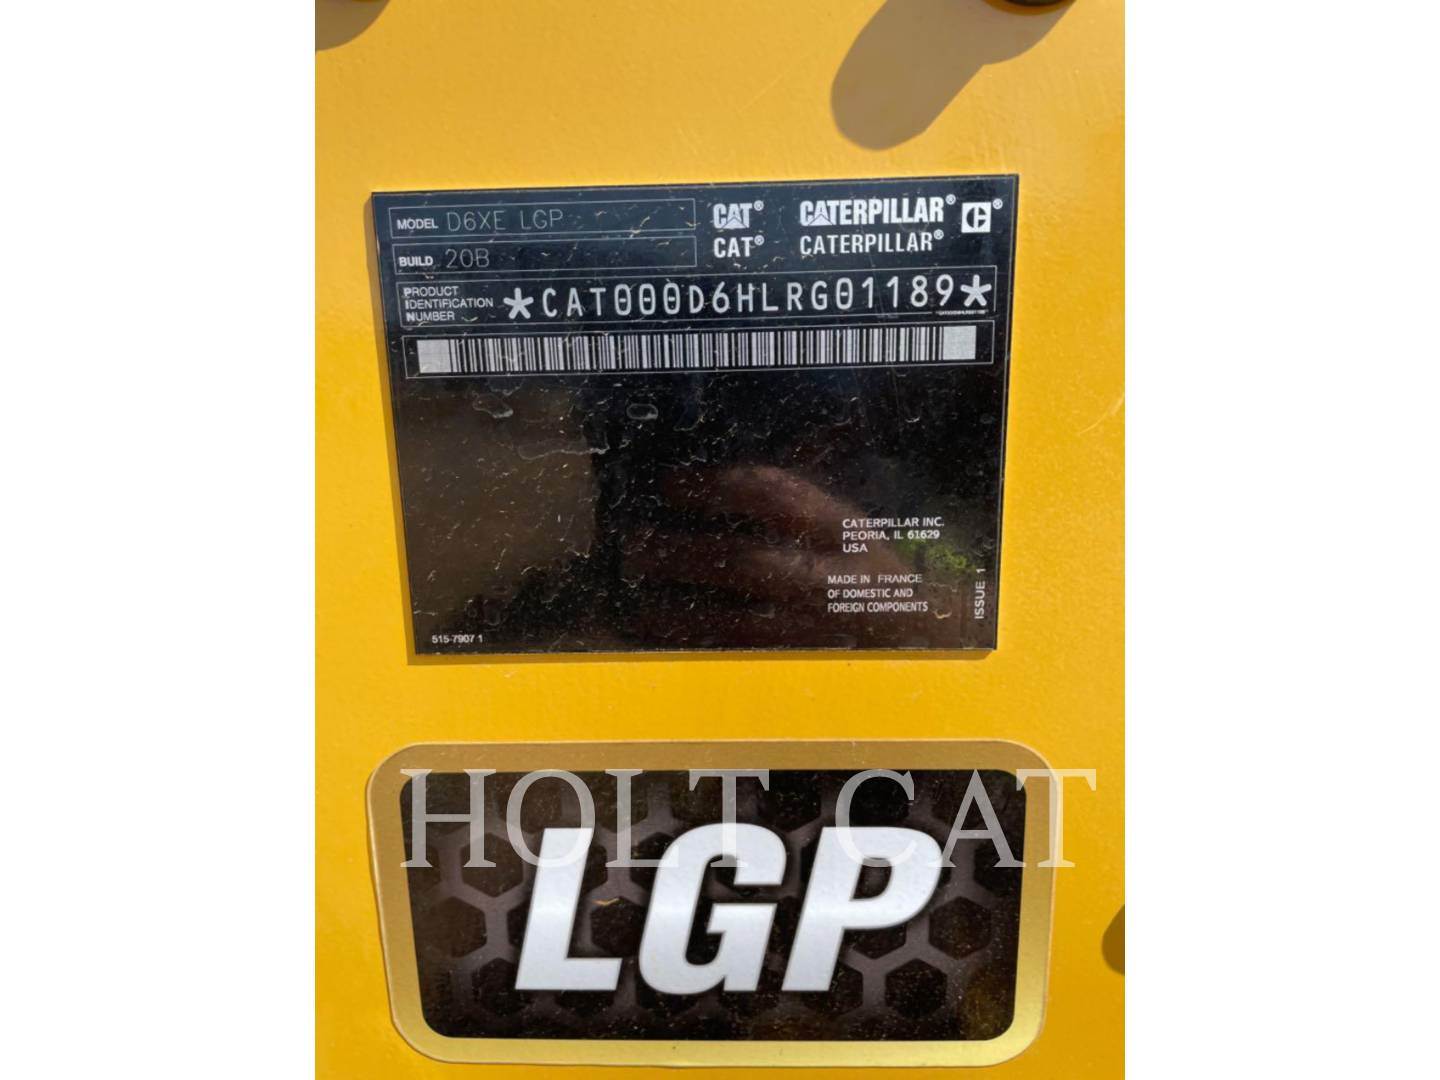 MODEL D6XE LGP
BUILD 20B
CAT® CATERPILLAR® C®
CAT® CATERPILLAR®
PRODUCT
IDENTIFICATION
NUMBER
*CAT000D6HLRG01189*
CATERPILLAR INC.
PEORIA, IL 61629
USA
MADE IN FRANCE
OF DOMESTIC AND
FOREIGN COMPONENTS
ISSUE 1
515-7907 1
HOLT CAT
LGP